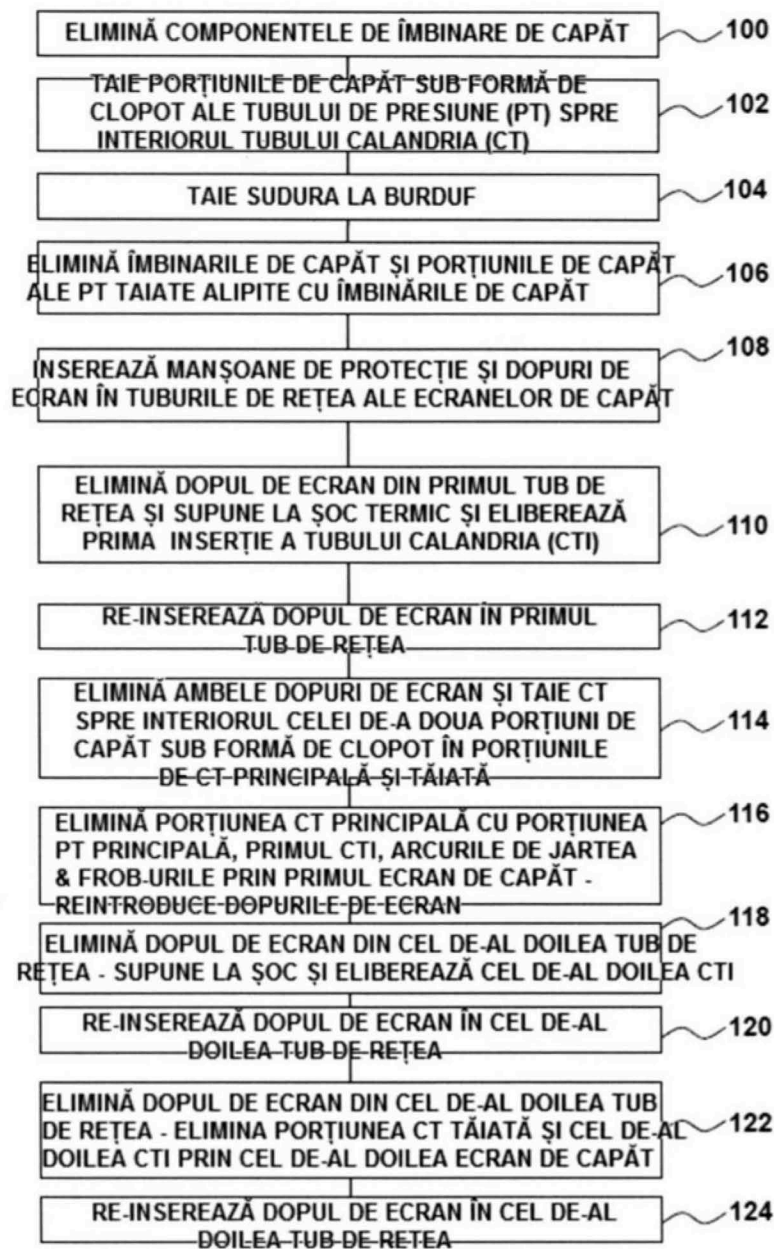 ELIMINĂ COMPONENTELE DE ÎMBINARE DE CAPĂT
100
TAIE PORȚIUNILE DE CAPĂT SUB FORMĂ DE
CLOPOT ALE TUBULUI DE PRESIUNE (PT) SPRE
INTERIORUL TUBULUI CALANDRIA (CT)
102
TAIE SUDURA LA BURDUF
104
ELIMINĂ ÎMBINARILE DE CAPĂT ȘI PORȚIUNILE DE CAPĂT
ALE PT TAIATE ALIPITE CU ÎMBINĂRILE DE CAPĂT
106
INSEREAZĂ MANȘOANE DE PROTECȚIE ȘI DOPURI DE
ECRAN ÎN TUBURILE DE REȚEA ALE ECRANELOR DE CAPĂT
108
ELIMINĂ DOPUL DE ECRAN DIN PRIMUL TUB DE
REȚEA ȘI SUPUNE LA ȘOC TERMIC ȘI ELIBEREAZĂ
PRIMA INSERȚIE A TUBULUI CALANDRIA (CTI)
110
RE-INSEREAZĂ DOPUL DE ECRAN ÎN PRIMUL
TUB DE REȚEA
112
ELIMINĂ AMBELE DOPURI DE ECRAN ȘI TAIE CT
SPRE INTERIORUL CELEI DE-A DOUA PORȚIUNI DE
CAPĂT SUB FORMĂ DE CLOPOT ÎN PORȚIUNILE
DE CT PRINCIPALĂ ȘI TĂIATĂ
114
ELIMINĂ PORȚIUNEA CT PRINCIPALĂ CU PORȚIUNEA
PT PRINCIPALĂ, PRIMUL CTI, ARCURILE DE JARTEA
& FROB-URILE PRIN PRIMUL ECRAN DE CAPĂT -
REINTRODUCE DOPURILE DE ECRAN
116
ELIMINĂ DOPUL DE ECRAN DIN CEL DE-AL DOILEA TUB DE
REȚEA - SUPUNE LA ȘOC ȘI ELIBEREAZĂ CEL DE-AL DOILEA CTI
118
RE-INSEREAZĂ DOPUL DE ECRAN ÎN CEL DE-AL
DOILEA TUB DE REȚEA
120
ELIMINĂ DOPUL DE ECRAN DIN CEL DE-AL DOILEA TUB
DE REȚEA - ELIMINA PORȚIUNEA CT TĂIATĂ ȘI CEL DE-AL
DOILEA CTI PRIN CEL DE-AL DOILEA ECRAN DE CAPĂT
122
RE-INSEREAZĂ DOPUL DE ECRAN ÎN CEL DE-AL
DOILEA TUB DE REȚEA
124